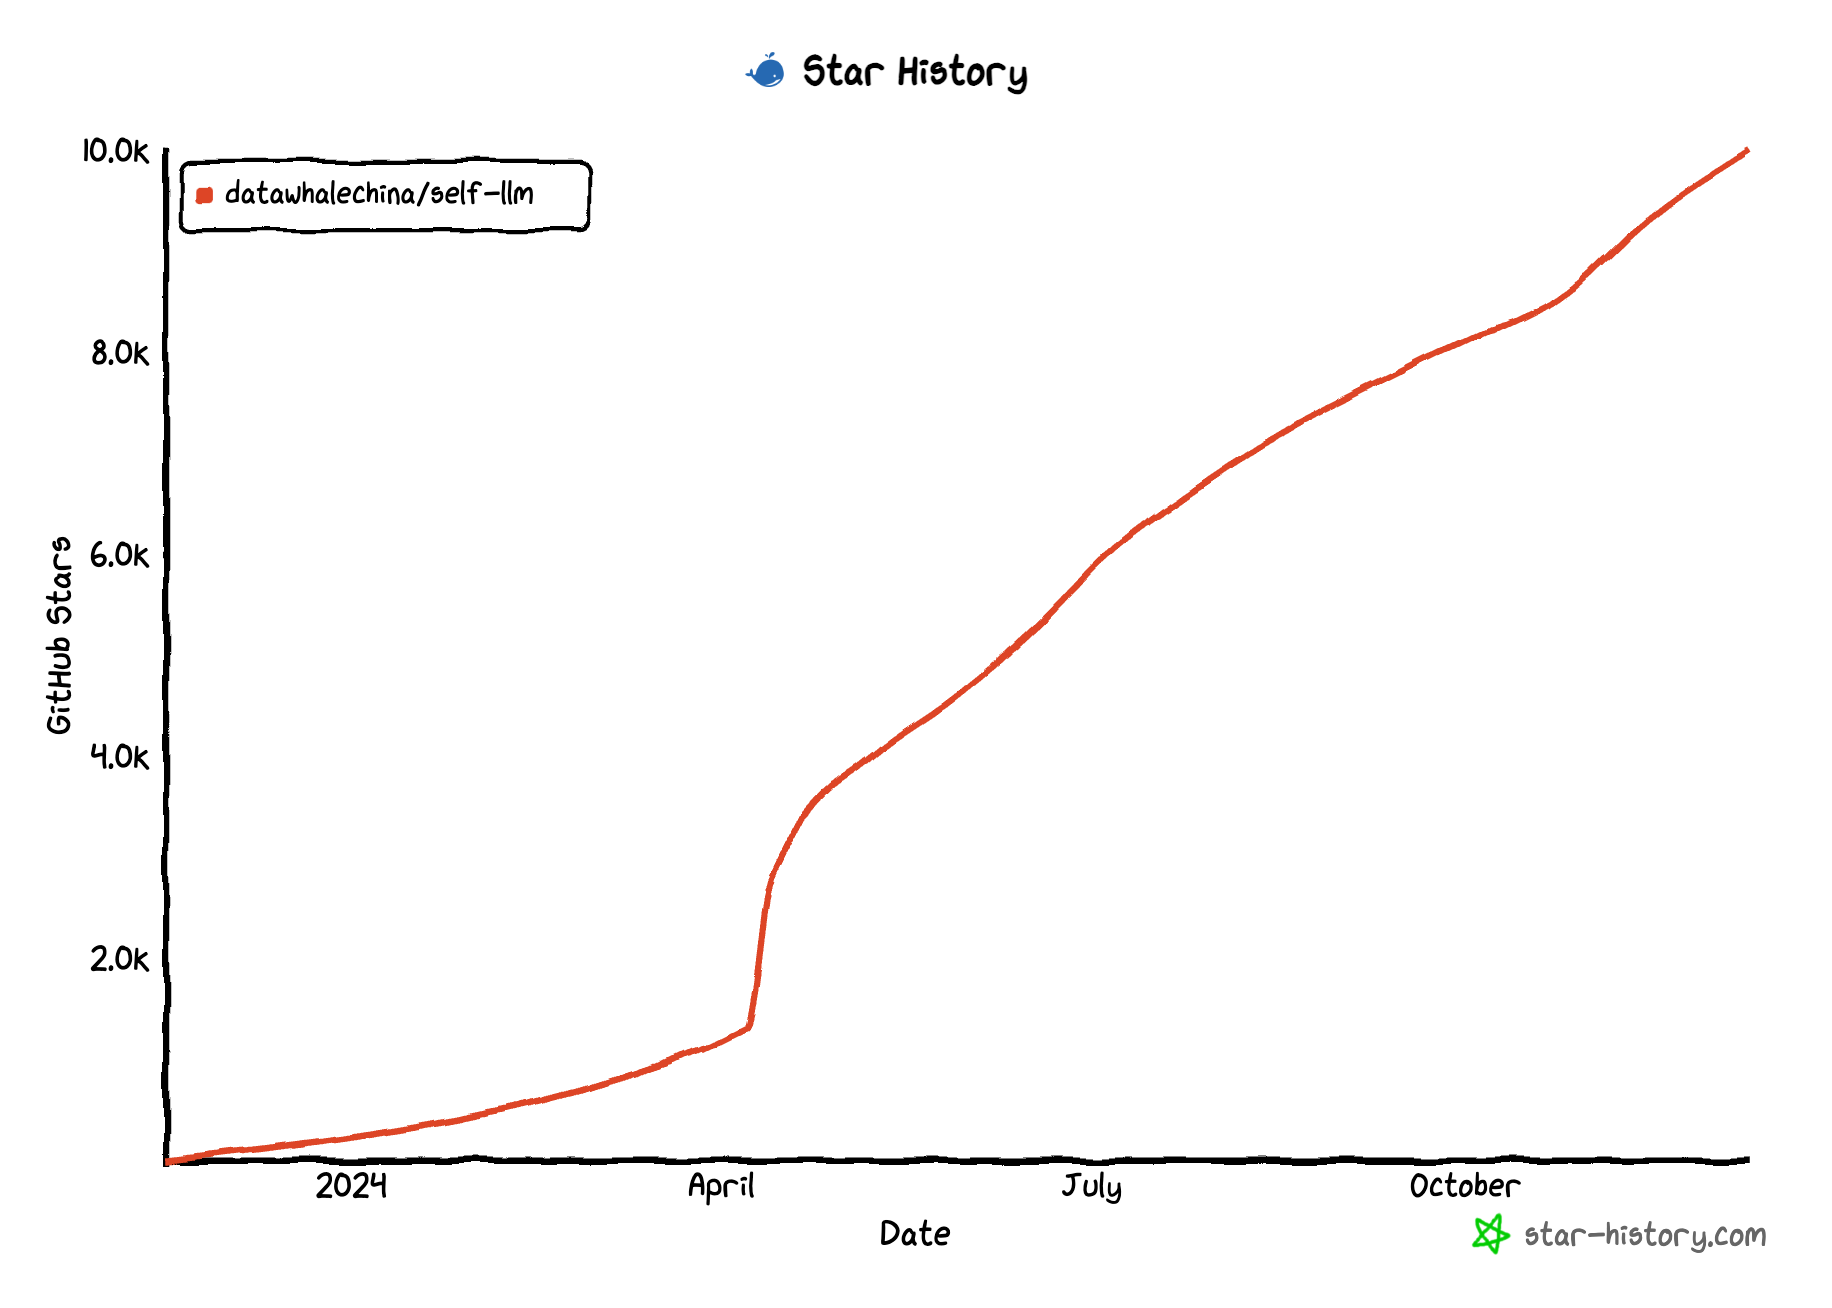 Star History
10.0k
datawhalechina/self-llm
8.0k
6.0k
4.0k
2.0k
GitHub Stars
2024 April July October
Date
star-history.com